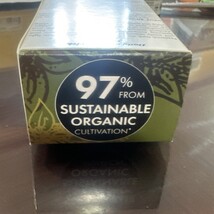 97%
FROM
SUSTAINABLE
ORGANIC
CULTIVATION*